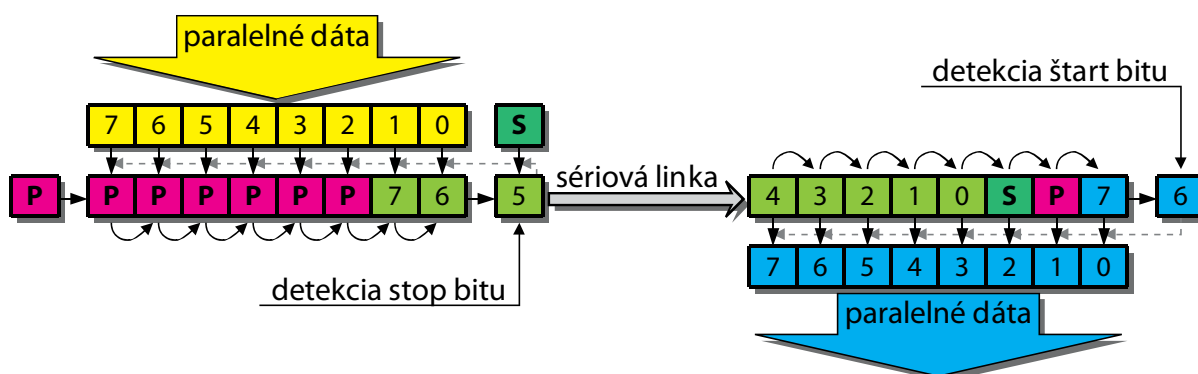 paralelné dáta
detekcia štart bitu
7 6 5 4 3 2 1 0 S
sériová linka
P P P P P P P 7 6 5
4 3 2 1 0 S P 7 6
detekcia stop bitu
7 6 5 4 3 2 1 0
paralelné dáta